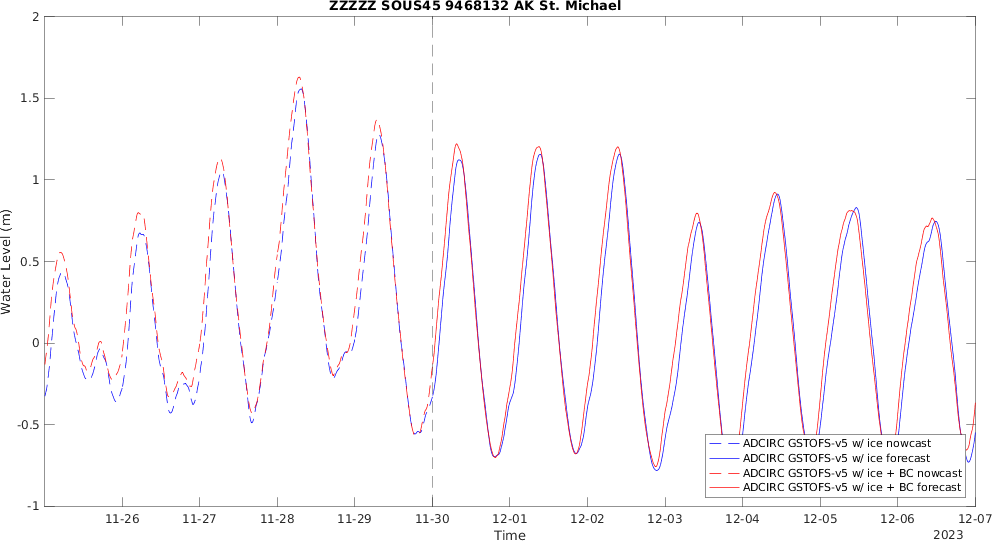 ZZZZZ SOUS45 9468132 AK St. Michael
2
1.5
1
0.5
0
-0.5
-1
Water Level (m)
11-26 11-27 11-28 11-29 11-30 12-01 12-02 12-03 12-04 12-05 12-06 12-07
Time
2023
ADCIRC GSTOFS-v5 w/ ice nowcast
ADCIRC GSTOFS-v5 w/ ice forecast
ADCIRC GSTOFS-v5 w/ ice + BC nowcast
ADCIRC GSTOFS-v5 w/ ice + BC forecast